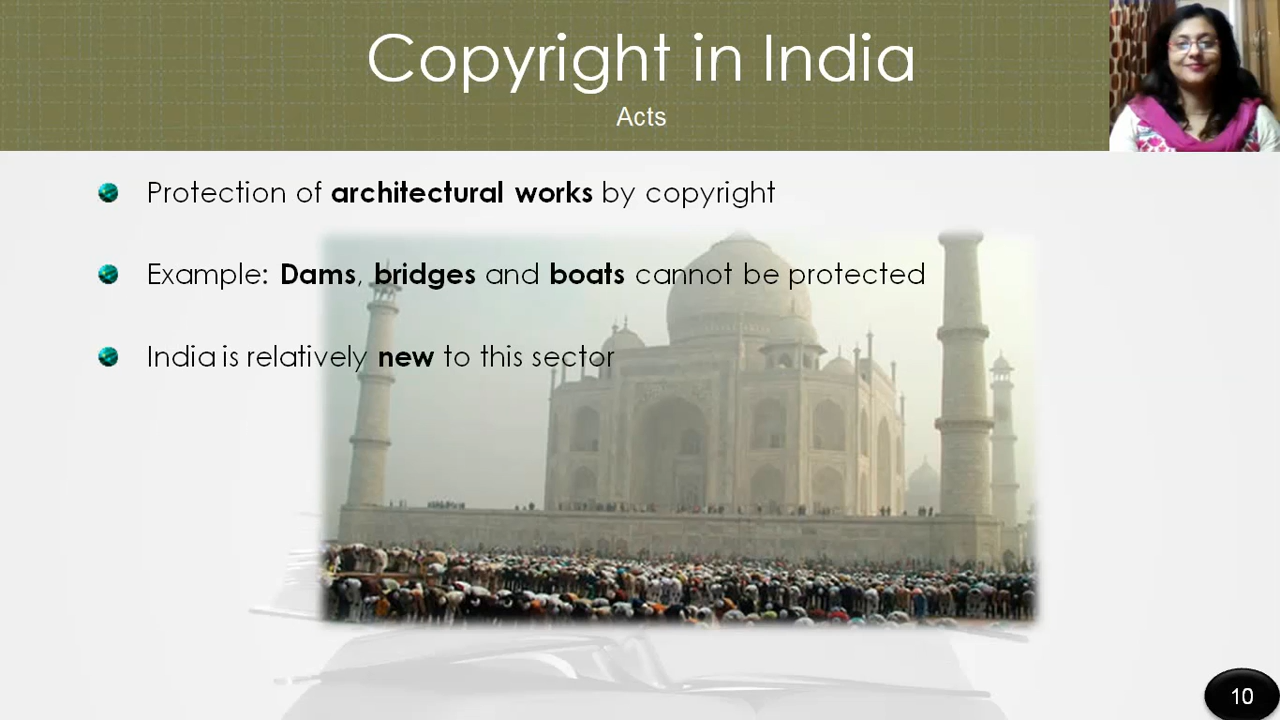 Copyright in India
Acts
Protection of architectural works by copyright
Example: Dams, bridges and boats cannot be protected
India is relatively new to this sector
10